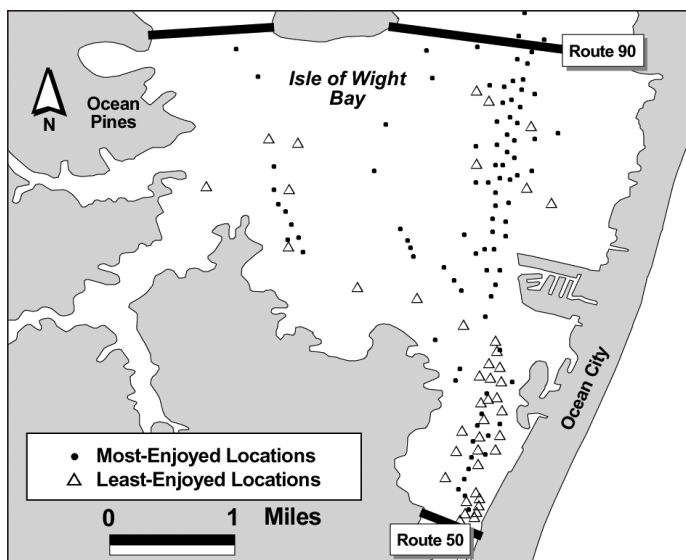 Route 90
Isle of Wight
Bay
Ocean
Pines
N
Ocean City
Most-Enjoyed Locations
Least-Enjoyed Locations
0 1 Miles
Route 50